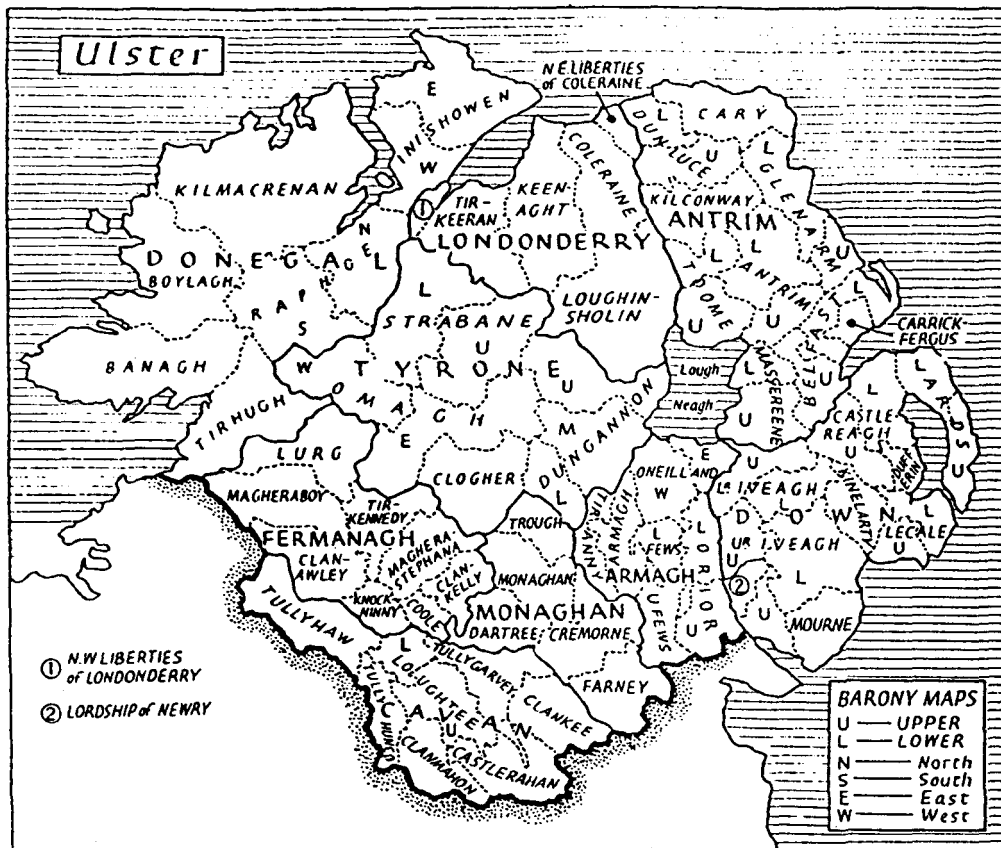 Ulster
N.E. LIBERTIES
of COLERAINE
E
INISHOWEN
W
L
CARY
DUNLUCE
U
L
GLENARM
U
KILMACRENAN
COLERAINE
KEEN-
AGHT
TIR-
KEERAN
①
KILCONWAY
ANTRIM
LONDONDERRY
DONEGAL
BOYLAGH
N
RAPHOE
S
L
STRABANE
U
LOUGHIN-
SHOLIN
L
TOOME
U
L
ANTRIM
U
L
BELFAST
U
CARRICK-
FERGUS
BANAGH
W
TYRONE
OMAGH
E
U
M
DUNGANNON
L
Lough
Neagh
L
MASSEREENE
U
L
CASTLE
REAGH
U
L
ARDS
U
TIRHUGH
LURG
CLOGHER
ONEILLAND
W
E
U
Lr. IVEAGH
L
DOWN
DUFF-
ERIN
KINELARTY
L
LECALE
U
MAGHERABOY
TIR-
KENNEDY
TROUGH
TIRANNY
ARMAGH
L
FEWS
Ur. IVEAGH
U
L
FERMANAGH
CLAN-
AWLEY
MAGHERA
STEPHANA
CLAN-
KELLY
MONAGHAN
ARMAGH
L
ORIOR
U
②
KNOCK-
NINNY
COOLE
MONAGHAN
DARTREE
CREMORNE
U FEWS
U
MOURNE
TULLYHAW
L
LOUGHTEE
U
TULLYGARVEY
FARNEY
CLANKEE
TULLYHUNCO
CAVAN
CLANMAHON
CASTLERAHAN
① N.W LIBERTIES
of LONDONDERRY
② LORDSHIP of NEWRY
BARONY MAPS
U — UPPER
L — LOWER
N — North
S — South
E — East
W — West